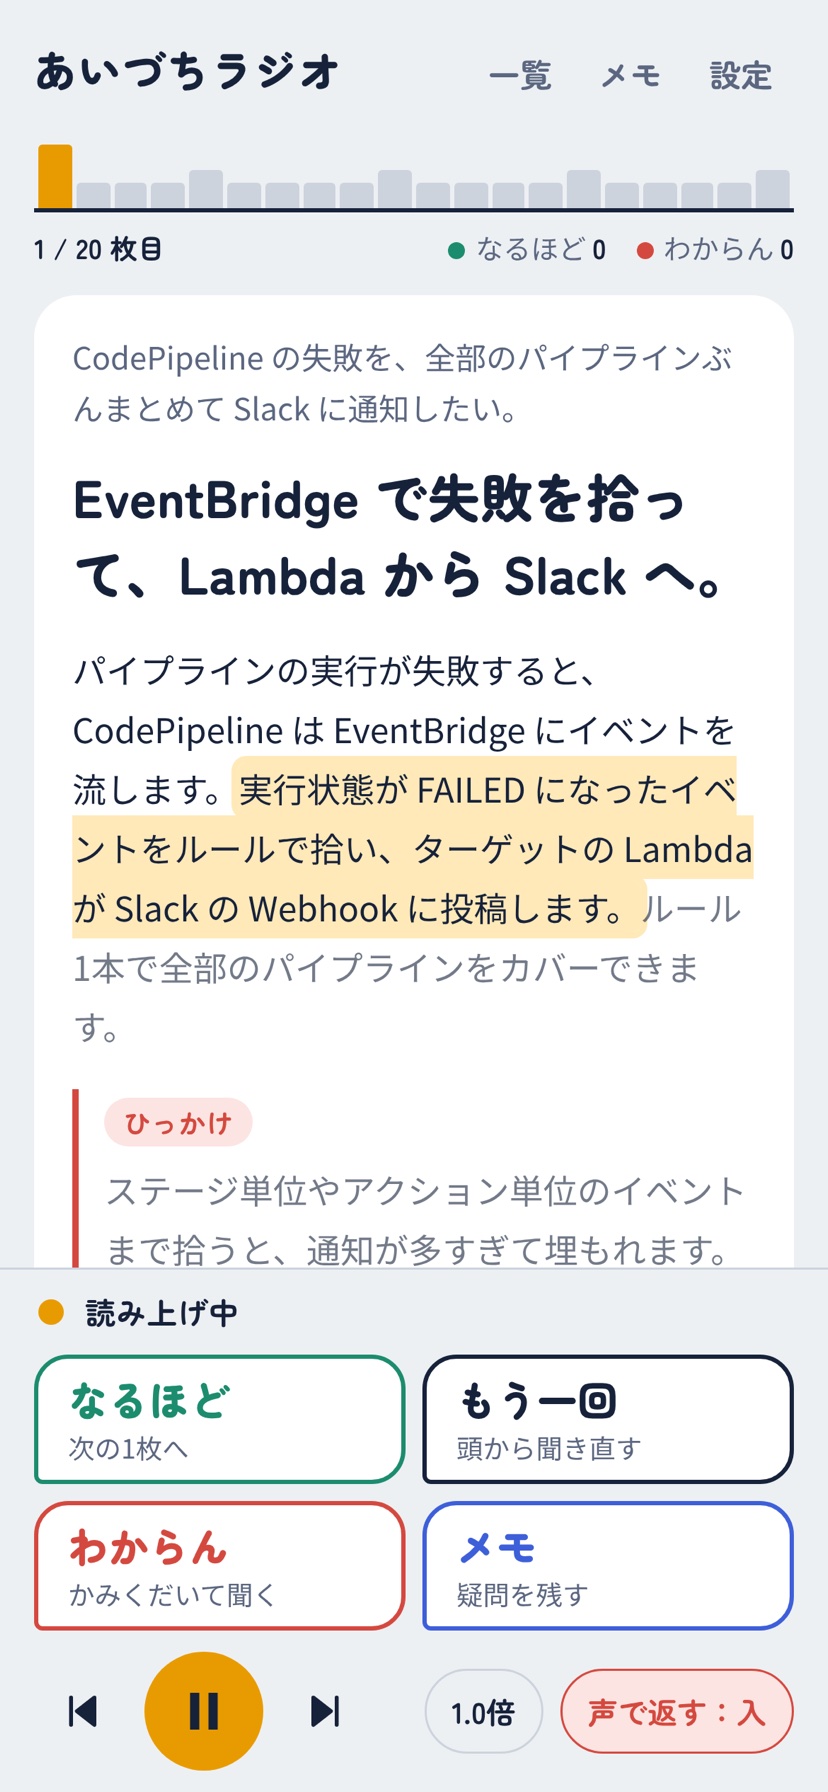 あいづちラジオ
一覧 メモ 設定
1 / 20 枚目
なるほど 0 わからん 0
CodePipeline の失敗を、全部のパイプラインぶ
んまとめて Slack に通知したい。
EventBridge で失敗を拾っ
て、Lambda から Slack へ。
パイプラインの実行が失敗すると、
CodePipeline は EventBridge にイベントを
流します。実行状態が FAILED になったイベ
ントをルールで拾い、ターゲットの Lambda
が Slack の Webhook に投稿します。ルール
1本で全部のパイプラインをカバーできま
す。
ひっかけ
ステージ単位やアクション単位のイベント
まで拾うと、通知が多すぎて埋もれます。
読み上げ中
なるほど
次の1枚へ
もう一回
頭から聞き直す
わからん
かみくだいて聞く
メモ
疑問を残す
1.0倍
声で返す：入